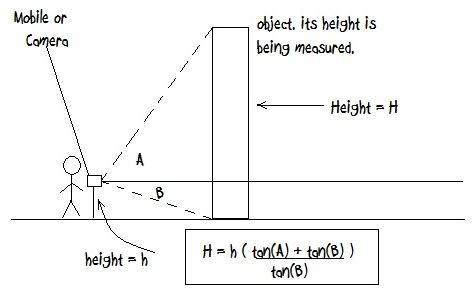 Mobile or
Camera
object. its height is
being measured.
Height = H
A
B
height = h
H = h ( tan(A) + tan(B) )
tan(B)